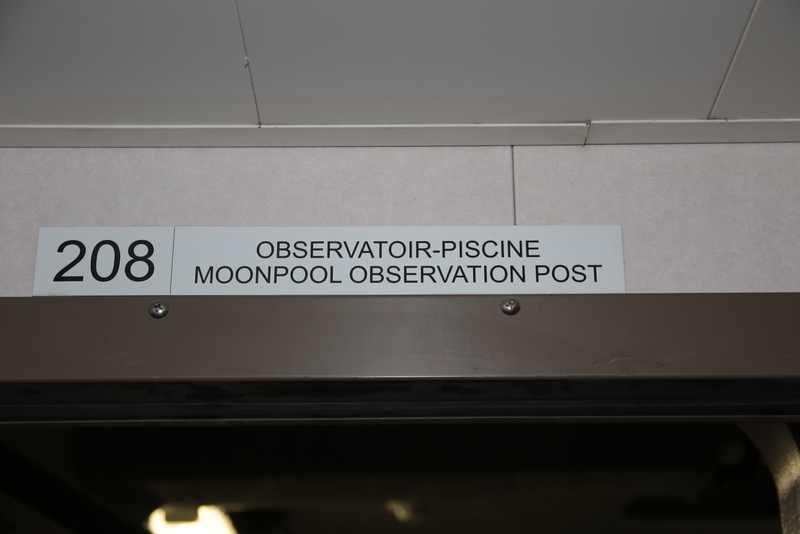 208
OBSERVATOIR-PISCINE
MOONPOOL OBSERVATION POST